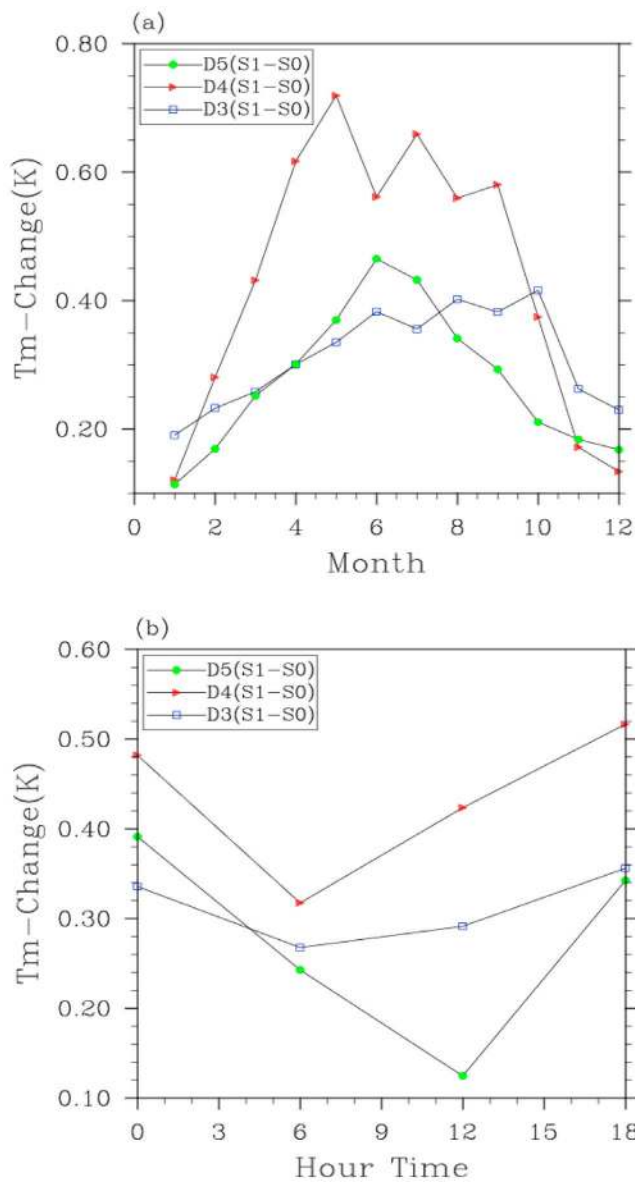 (a)
0.80
0.60
0.40
0.20
Tm-Change(K)
D5(S1-S0)
D4(S1-S0)
D3(S1-S0)
0 2 4 6 8 10 12
Month
(b)
0.60
0.50
0.40
0.30
0.20
0.10
Tm-Change(K)
D5(S1-S0)
D4(S1-S0)
D3(S1-S0)
0 3 6 9 12 15 18
Hour Time